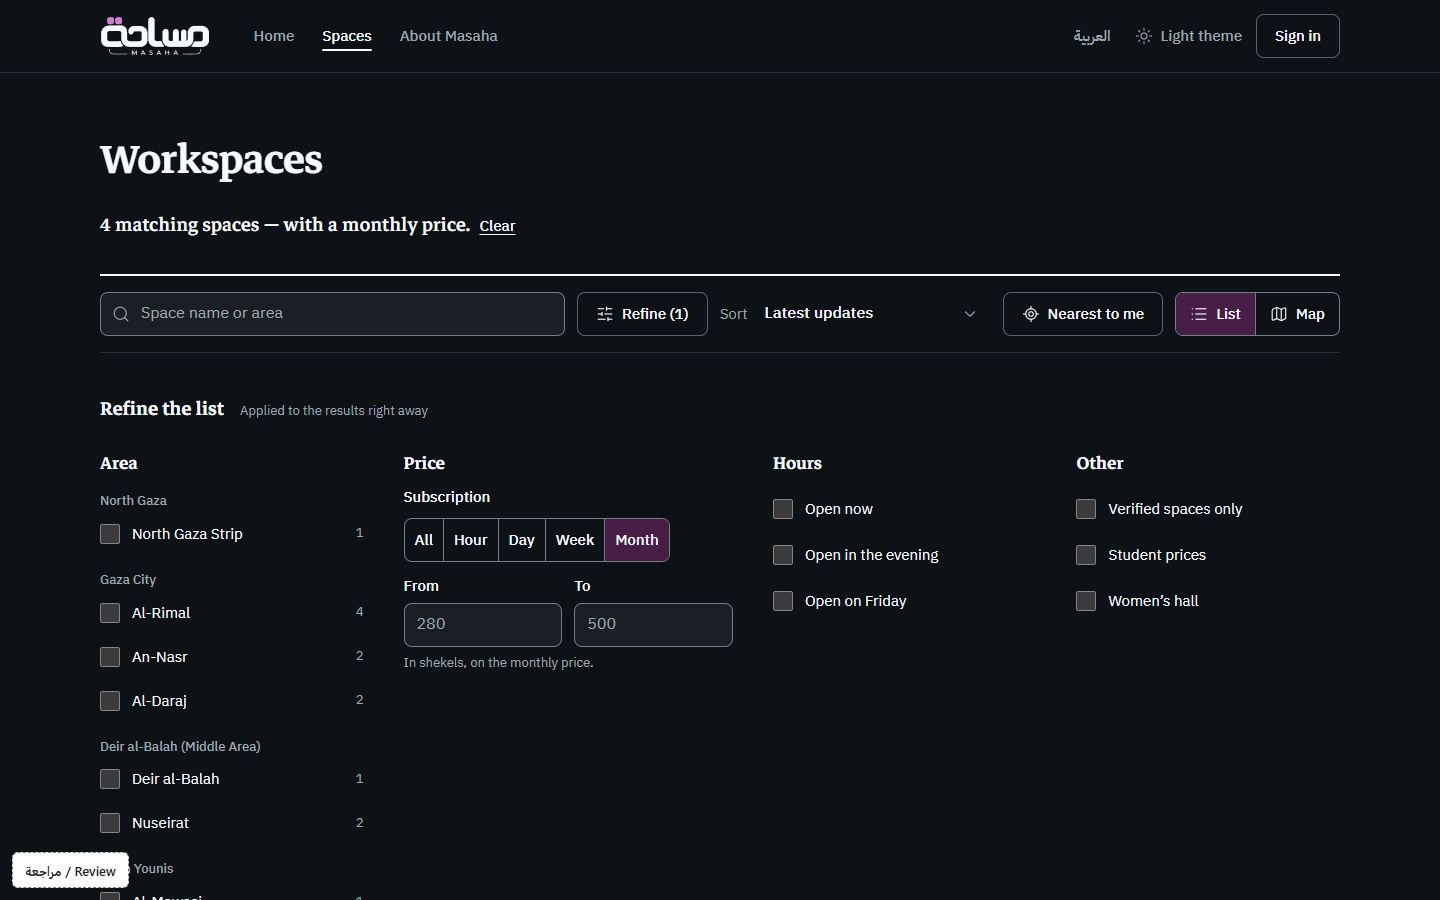 مساحة
MASAHA
Home
Spaces
About Masaha
العربية
Light theme
Sign in
Workspaces
4 matching spaces — with a monthly price. Clear
Space name or area
Refine (1)
Sort
Latest updates
Nearest to me
List
Map
Refine the list
Applied to the results right away
Area
North Gaza
North Gaza Strip 1
Gaza City
Al-Rimal 4
An-Nasr 2
Al-Daraj 2
Deir al-Balah (Middle Area)
Deir al-Balah 1
Nuseirat 2
Younis
Price
Subscription
All
Hour
Day
Week
Month
From
To
280
500
In shekels, on the monthly price.
Hours
Open now
Open in the evening
Open on Friday
Other
Verified spaces only
Student prices
Women’s hall
مراجعة / Review